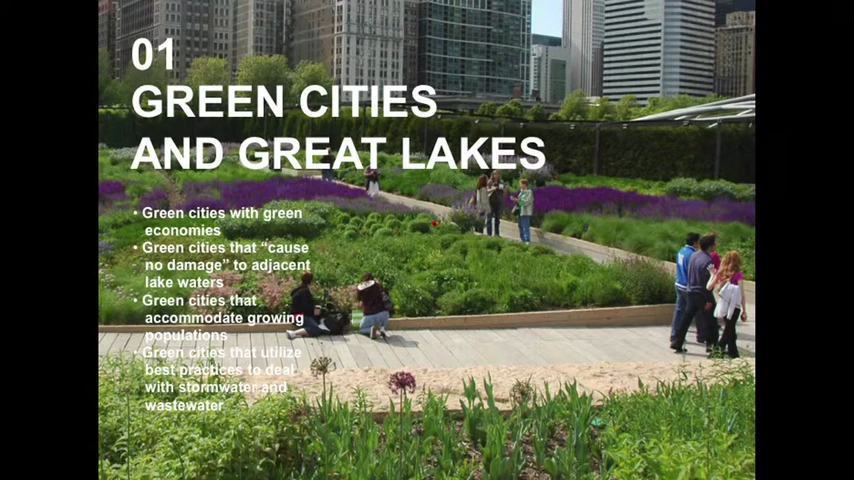 01
GREEN CITIES
AND GREAT LAKES
• Green cities with green
economies
• Green cities that “cause
no damage” to adjacent
lake waters
• Green cities that
accommodate growing
populations
• Green cities that utilize
best practices to deal
with stormwater and
wastewater